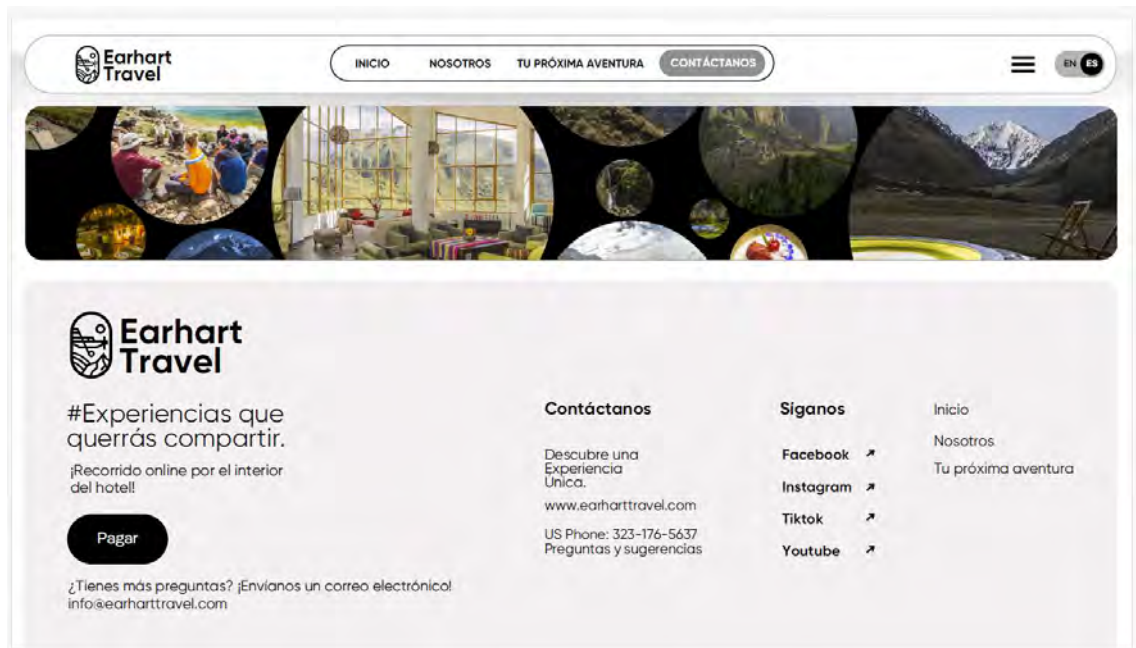 Earhart
Travel
INICIO
NOSOTROS
TU PRÓXIMA AVENTURA
CONTÁCTANOS
EN ES
Earhart
Travel
#Experiencias que
querrás compartir.
¡Recorrido online por el interior
del hotel!
Pagar
¿Tienes más preguntas? ¡Envíanos un correo electrónico!
info@earharttravel.com
Contáctanos
Descubre una
Experiencia
Única.
www.earharttravel.com
US Phone: 323-176-5637
Preguntas y sugerencias
Síganos
Facebook
Instagram
Tiktok
Youtube
Inicio
Nosotros
Tu próxima aventura